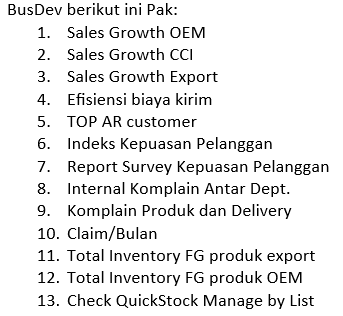 BusDev berikut ini Pak:
1. Sales Growth OEM
2. Sales Growth CCI
3. Sales Growth Export
4. Efisiensi biaya kirim
5. TOP AR customer
6. Indeks Kepuasan Pelanggan
7. Report Survey Kepuasan Pelanggan
8. Internal Komplain Antar Dept.
9. Komplain Produk dan Delivery
10. Claim/Bulan
11. Total Inventory FG produk export
12. Total Inventory FG produk OEM
13. Check QuickStock Manage by List